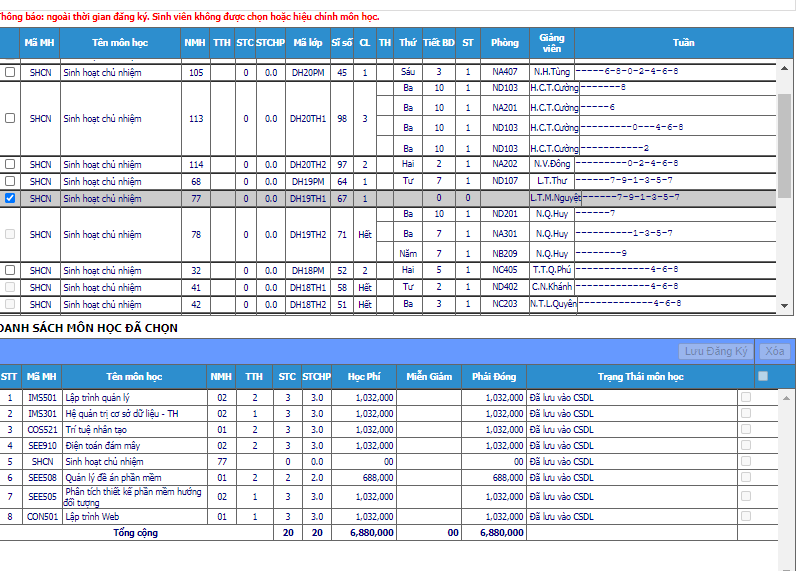 Thông báo: ngoài thời gian đăng ký. Sinh viên không được chọn hoặc hiệu chỉnh môn học.
Mã MH Tên môn học NMH TTH STC STCHP Mã lớp Sĩ số CL TH Thứ Tiết BD ST Phòng Giảng viên Tuần
SHCN Sinh hoạt chủ nhiệm 105 0 0.0 DH20PM 45 1 Sáu 3 1 NA407 N.H.Tùng -----6-8-0-2-4-6-8
SHCN Sinh hoạt chủ nhiệm 113 0 0.0 DH20TH1 98 3 Ba 10 1 ND103 H.C.T.Cường -------8
Ba 10 1 NA201 H.C.T.Cường -----6
Ba 10 1 ND103 H.C.T.Cường ---------0---4-6-8
Ba 10 1 ND103 H.C.T.Cường -----------2
SHCN Sinh hoạt chủ nhiệm 114 0 0.0 DH20TH2 97 2 Hai 2 1 NA202 N.V.Đông ---------0-2-4-6-8
SHCN Sinh hoạt chủ nhiệm 68 0 0.0 DH19PM 64 1 Tư 7 1 ND107 L.T.Thư ------7-9-1-3-5-7
SHCN Sinh hoạt chủ nhiệm 77 0 0.0 DH19TH1 67 1 0 0 L.T.M.Nguyệt ------7-9-1-3-5-7
SHCN Sinh hoạt chủ nhiệm 78 0 0.0 DH19TH2 71 Hết Ba 10 1 ND201 N.Q.Huy ------7
Ba 7 1 NA301 N.Q.Huy ----------1-3-5-7
Năm 7 1 NB209 N.Q.Huy --------9
SHCN Sinh hoạt chủ nhiệm 32 0 0.0 DH18PM 52 2 Hai 5 1 NC405 T.T.Q.Phú -------------4-6-8
SHCN Sinh hoạt chủ nhiệm 41 0 0.0 DH18TH1 58 Hết Tư 2 1 ND402 C.N.Khánh -------------4-6-8
SHCN Sinh hoạt chủ nhiệm 42 0 0.0 DH18TH2 51 Hết Ba 3 1 NC203 N.T.L.Quyên -------------4-6-8
DANH SÁCH MÔN HỌC ĐÃ CHỌN
Lưu Đăng Ký Xóa
STT Mã MH Tên môn học NMH TTH STC STCHP Học Phí Miễn Giảm Phải Đóng Trạng Thái môn học
1 IMS501 Lập trình quản lý 02 2 3 3.0 1,032,000 1,032,000 Đã lưu vào CSDL
2 IMS301 Hệ quản trị cơ sở dữ liệu - TH 02 1 3 3.0 1,032,000 1,032,000 Đã lưu vào CSDL
3 COS521 Trí tuệ nhân tạo 01 2 3 3.0 1,032,000 1,032,000 Đã lưu vào CSDL
4 SEE910 Điện toán đám mây 02 2 3 3.0 1,032,000 1,032,000 Đã lưu vào CSDL
5 SHCN Sinh hoạt chủ nhiệm 77 0 0.0 00 00 Đã lưu vào CSDL
6 SEE508 Quản lý đề án phần mềm 01 2 2 2.0 688,000 688,000 Đã lưu vào CSDL
7 SEE505 Phân tích thiết kế phần mềm hướng đối tượng 02 1 3 3.0 1,032,000 1,032,000 Đã lưu vào CSDL
8 CON501 Lập trình Web 01 1 3 3.0 1,032,000 1,032,000 Đã lưu vào CSDL
Tổng cộng 20 20 6,880,000 00 6,880,000